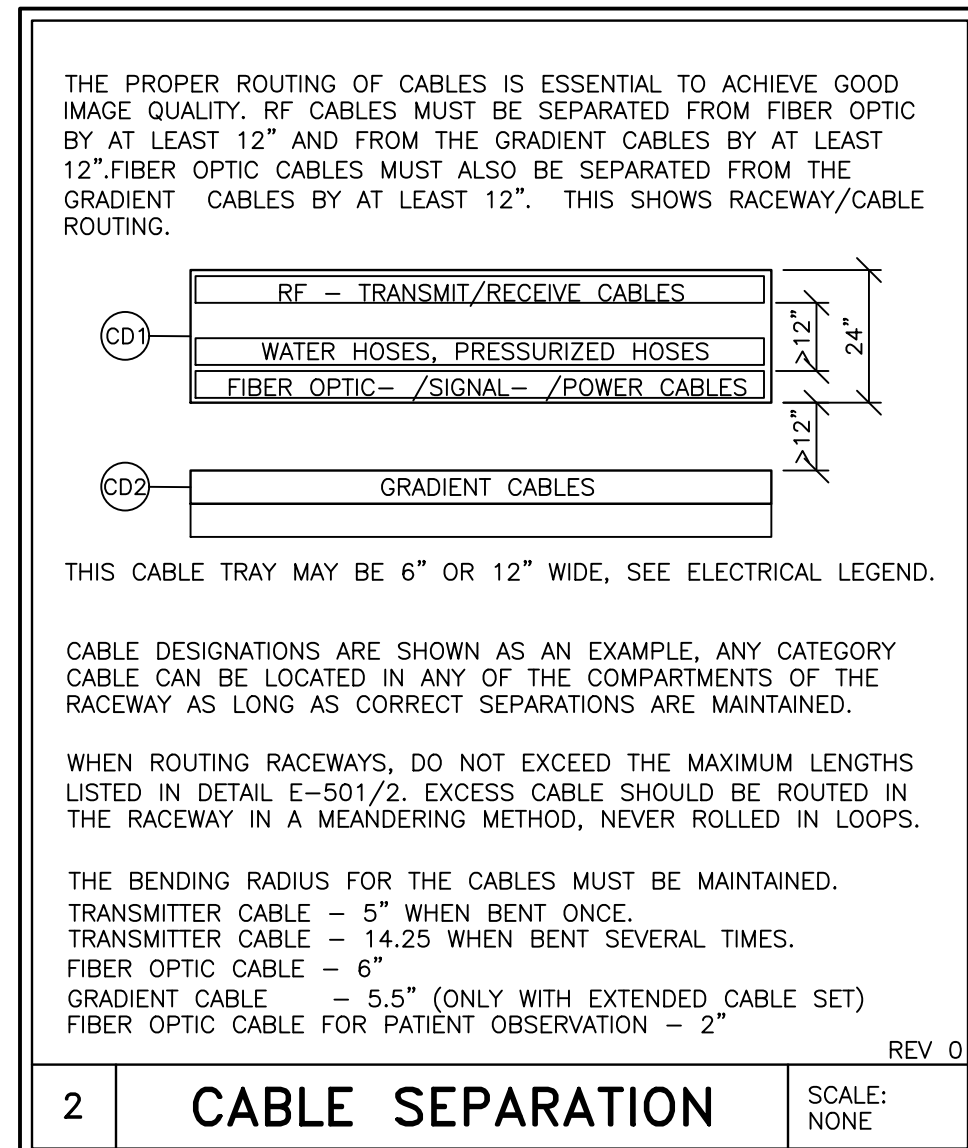 THE PROPER ROUTING OF CABLES IS ESSENTIAL TO ACHIEVE GOOD
IMAGE QUALITY. RF CABLES MUST BE SEPARATED FROM FIBER OPTIC
BY AT LEAST 12" AND FROM THE GRADIENT CABLES BY AT LEAST
12".FIBER OPTIC CABLES MUST ALSO BE SEPARATED FROM THE
GRADIENT CABLES BY AT LEAST 12". THIS SHOWS RACEWAY/CABLE
ROUTING.
RF – TRANSMIT/RECEIVE CABLES
CD1
WATER HOSES, PRESSURIZED HOSES
FIBER OPTIC– /SIGNAL– /POWER CABLES
>12"
24"
>12"
CD2
GRADIENT CABLES
THIS CABLE TRAY MAY BE 6" OR 12" WIDE, SEE ELECTRICAL LEGEND.
CABLE DESIGNATIONS ARE SHOWN AS AN EXAMPLE, ANY CATEGORY
CABLE CAN BE LOCATED IN ANY OF THE COMPARTMENTS OF THE
RACEWAY AS LONG AS CORRECT SEPARATIONS ARE MAINTAINED.
WHEN ROUTING RACEWAYS, DO NOT EXCEED THE MAXIMUM LENGTHS
LISTED IN DETAIL E–501/2. EXCESS CABLE SHOULD BE ROUTED IN
THE RACEWAY IN A MEANDERING METHOD, NEVER ROLLED IN LOOPS.
THE BENDING RADIUS FOR THE CABLES MUST BE MAINTAINED.
TRANSMITTER CABLE – 5" WHEN BENT ONCE.
TRANSMITTER CABLE – 14.25 WHEN BENT SEVERAL TIMES.
FIBER OPTIC CABLE – 6"
GRADIENT CABLE – 5.5" (ONLY WITH EXTENDED CABLE SET)
FIBER OPTIC CABLE FOR PATIENT OBSERVATION – 2"
REV 0
2
CABLE SEPARATION
SCALE:
NONE